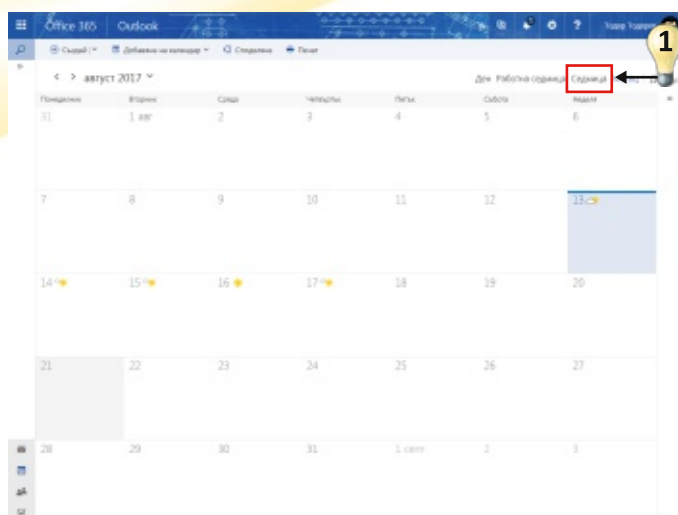 Office 365 Outlook ?
Създай Добавяне на календар Споделяне Печат
1
< > август 2017
Ден Работна седмица Седмица
Понеделник Вторник Сряда Четвъртък Петък Събота Неделя
31 1 авг 2 3 4 5 6
7 8 9 10 11 12 13
14 15 16 17 18 19 20
21 22 23 24 25 26 27
28 29 30 31 1 септ 2 3